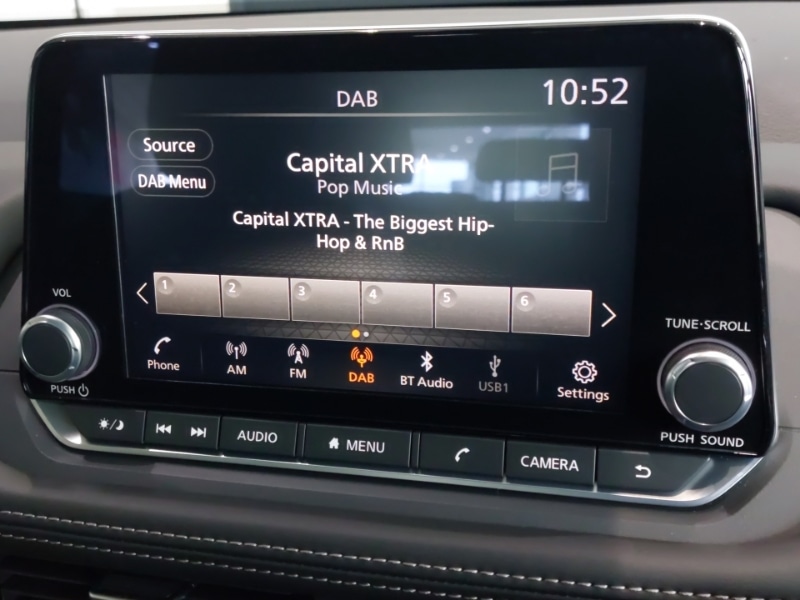 DAB
10:52
Source
DAB Menu
Capital XTRA
Pop Music
Capital XTRA - The Biggest Hip-
Hop & RnB
1 2 3 4 5 6
VOL
PUSH
TUNE·SCROLL
PUSH SOUND
Phone AM FM DAB BT Audio USB1 Settings
AUDIO MENU CAMERA